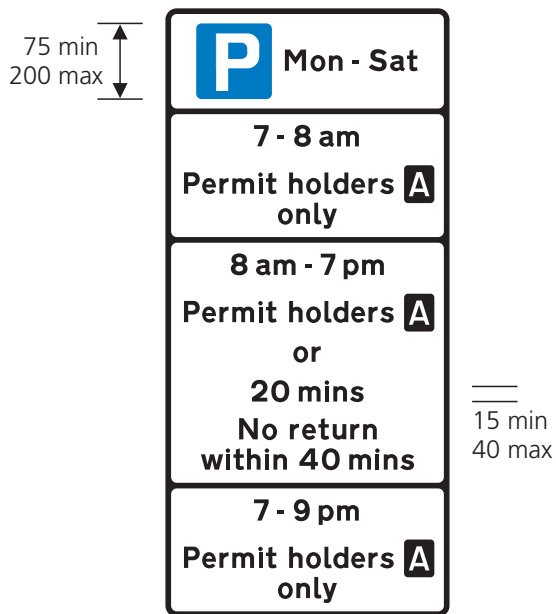 75 min
200 max
P Mon - Sat
7 - 8 am
Permit holders A
only
8 am - 7 pm
Permit holders A
or
20 mins
No return
within 40 mins
15 min
40 max
7 - 9 pm
Permit holders A
only